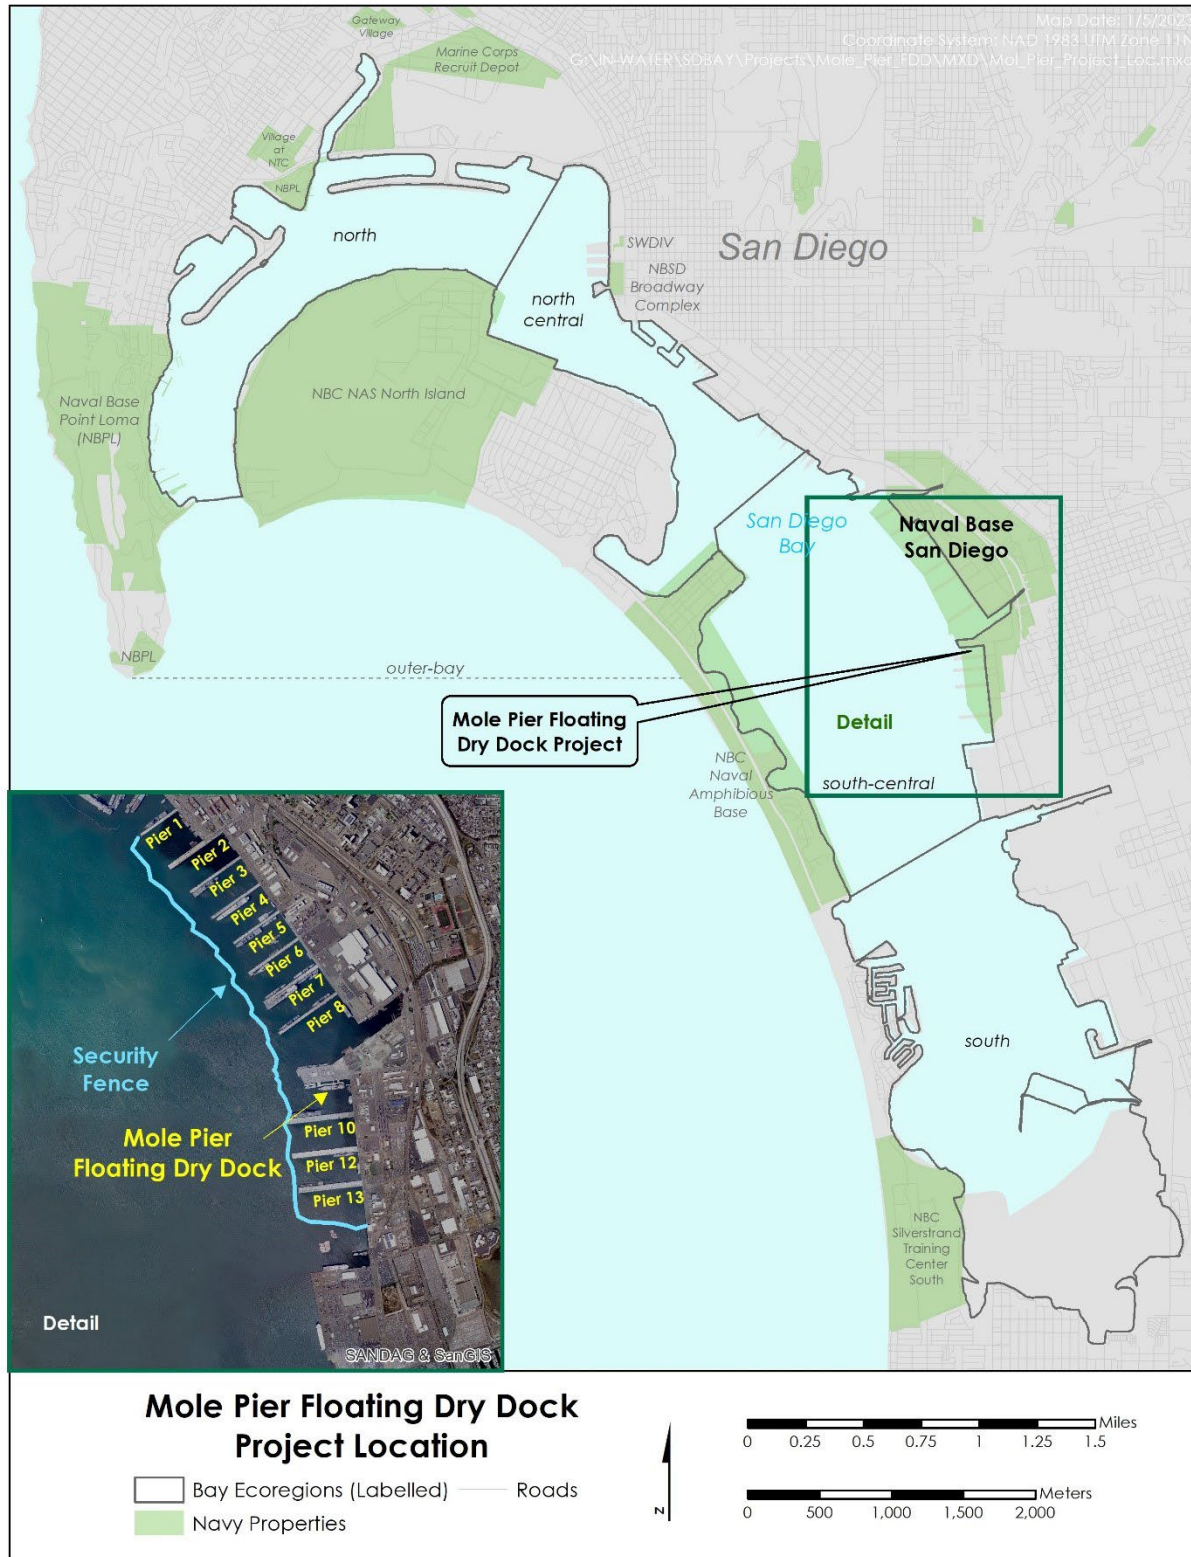 Map Date: 1/5/2023
Coordinate System: NAD 1983 UTM Zone 11N
G:\IN-WATER\SDBAY\Projects\Mole_Pier_FDD\MXD\Mol_Pier_Project_Loc.mxd
Gateway
Village
Marine Corps
Recruit Depot
Village
at
NTC
NBPL
north
SWDIV
San Diego
NBSD
Broadway
Complex
north
central
NBC NAS North Island
Naval Base
Point Loma
(NBPL)
San Diego
Bay
Naval Base
San Diego
NBPL
outer-bay
Mole Pier Floating
Dry Dock Project
Detail
NBC
Naval
Amphibious
Base
south-central
Pier 1
Pier 2
Pier 3
Pier 4
Pier 5
Pier 6
Pier 7
Pier 8
Security
Fence
Mole Pier
Floating Dry Dock
Pier 10
Pier 12
Pier 13
Detail
SANDAG & SanGIS
south
NBC
Silverstrand
Training
Center
South
Mole Pier Floating Dry Dock
Project Location
Bay Ecoregions (Labelled)
Roads
Navy Properties
N
Miles
0 0.25 0.5 0.75 1 1.25 1.5
Meters
0 500 1,000 1,500 2,000